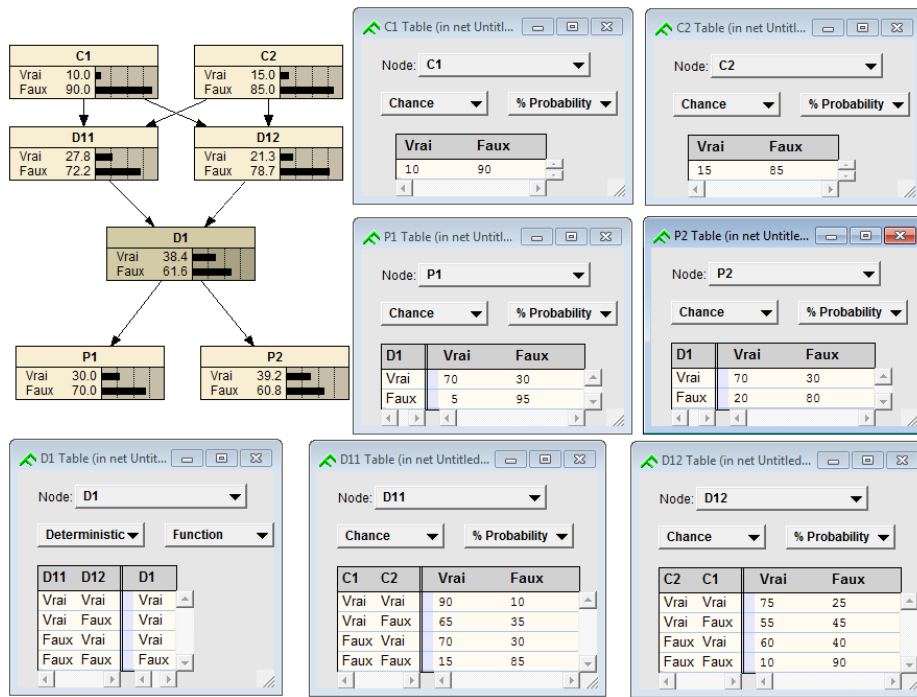 C1
Vrai 10.0
Faux 90.0
C2
Vrai 15.0
Faux 85.0
D11
Vrai 27.8
Faux 72.2
D12
Vrai 21.3
Faux 78.7
D1
Vrai 38.4
Faux 61.6
P1
Vrai 30.0
Faux 70.0
P2
Vrai 39.2
Faux 60.8
C1 Table (in net Untitl...
Node: C1
Chance % Probability
Vrai Faux
10 90
C2 Table (in net Untitl...
Node: C2
Chance % Probability
Vrai Faux
15 85
P1 Table (in net Untitl...
Node: P1
Chance % Probability
D1 Vrai Faux
Vrai 70 30
Faux 5 95
P2 Table (in net Untitle...
Node: P2
Chance % Probability
D1 Vrai Faux
Vrai 70 30
Faux 20 80
D1 Table (in net Untit...
Node: D1
Deterministic Function
D11 D12 D1
Vrai Vrai Vrai
Vrai Faux Vrai
Faux Vrai Vrai
Faux Faux Faux
D11 Table (in net Untitled...
Node: D11
Chance % Probability
C1 C2 Vrai Faux
Vrai Vrai 90 10
Vrai Faux 65 35
Faux Vrai 70 30
Faux Faux 15 85
D12 Table (in net Untitled...
Node: D12
Chance % Probability
C2 C1 Vrai Faux
Vrai Vrai 75 25
Vrai Faux 55 45
Faux Vrai 60 40
Faux Faux 10 90